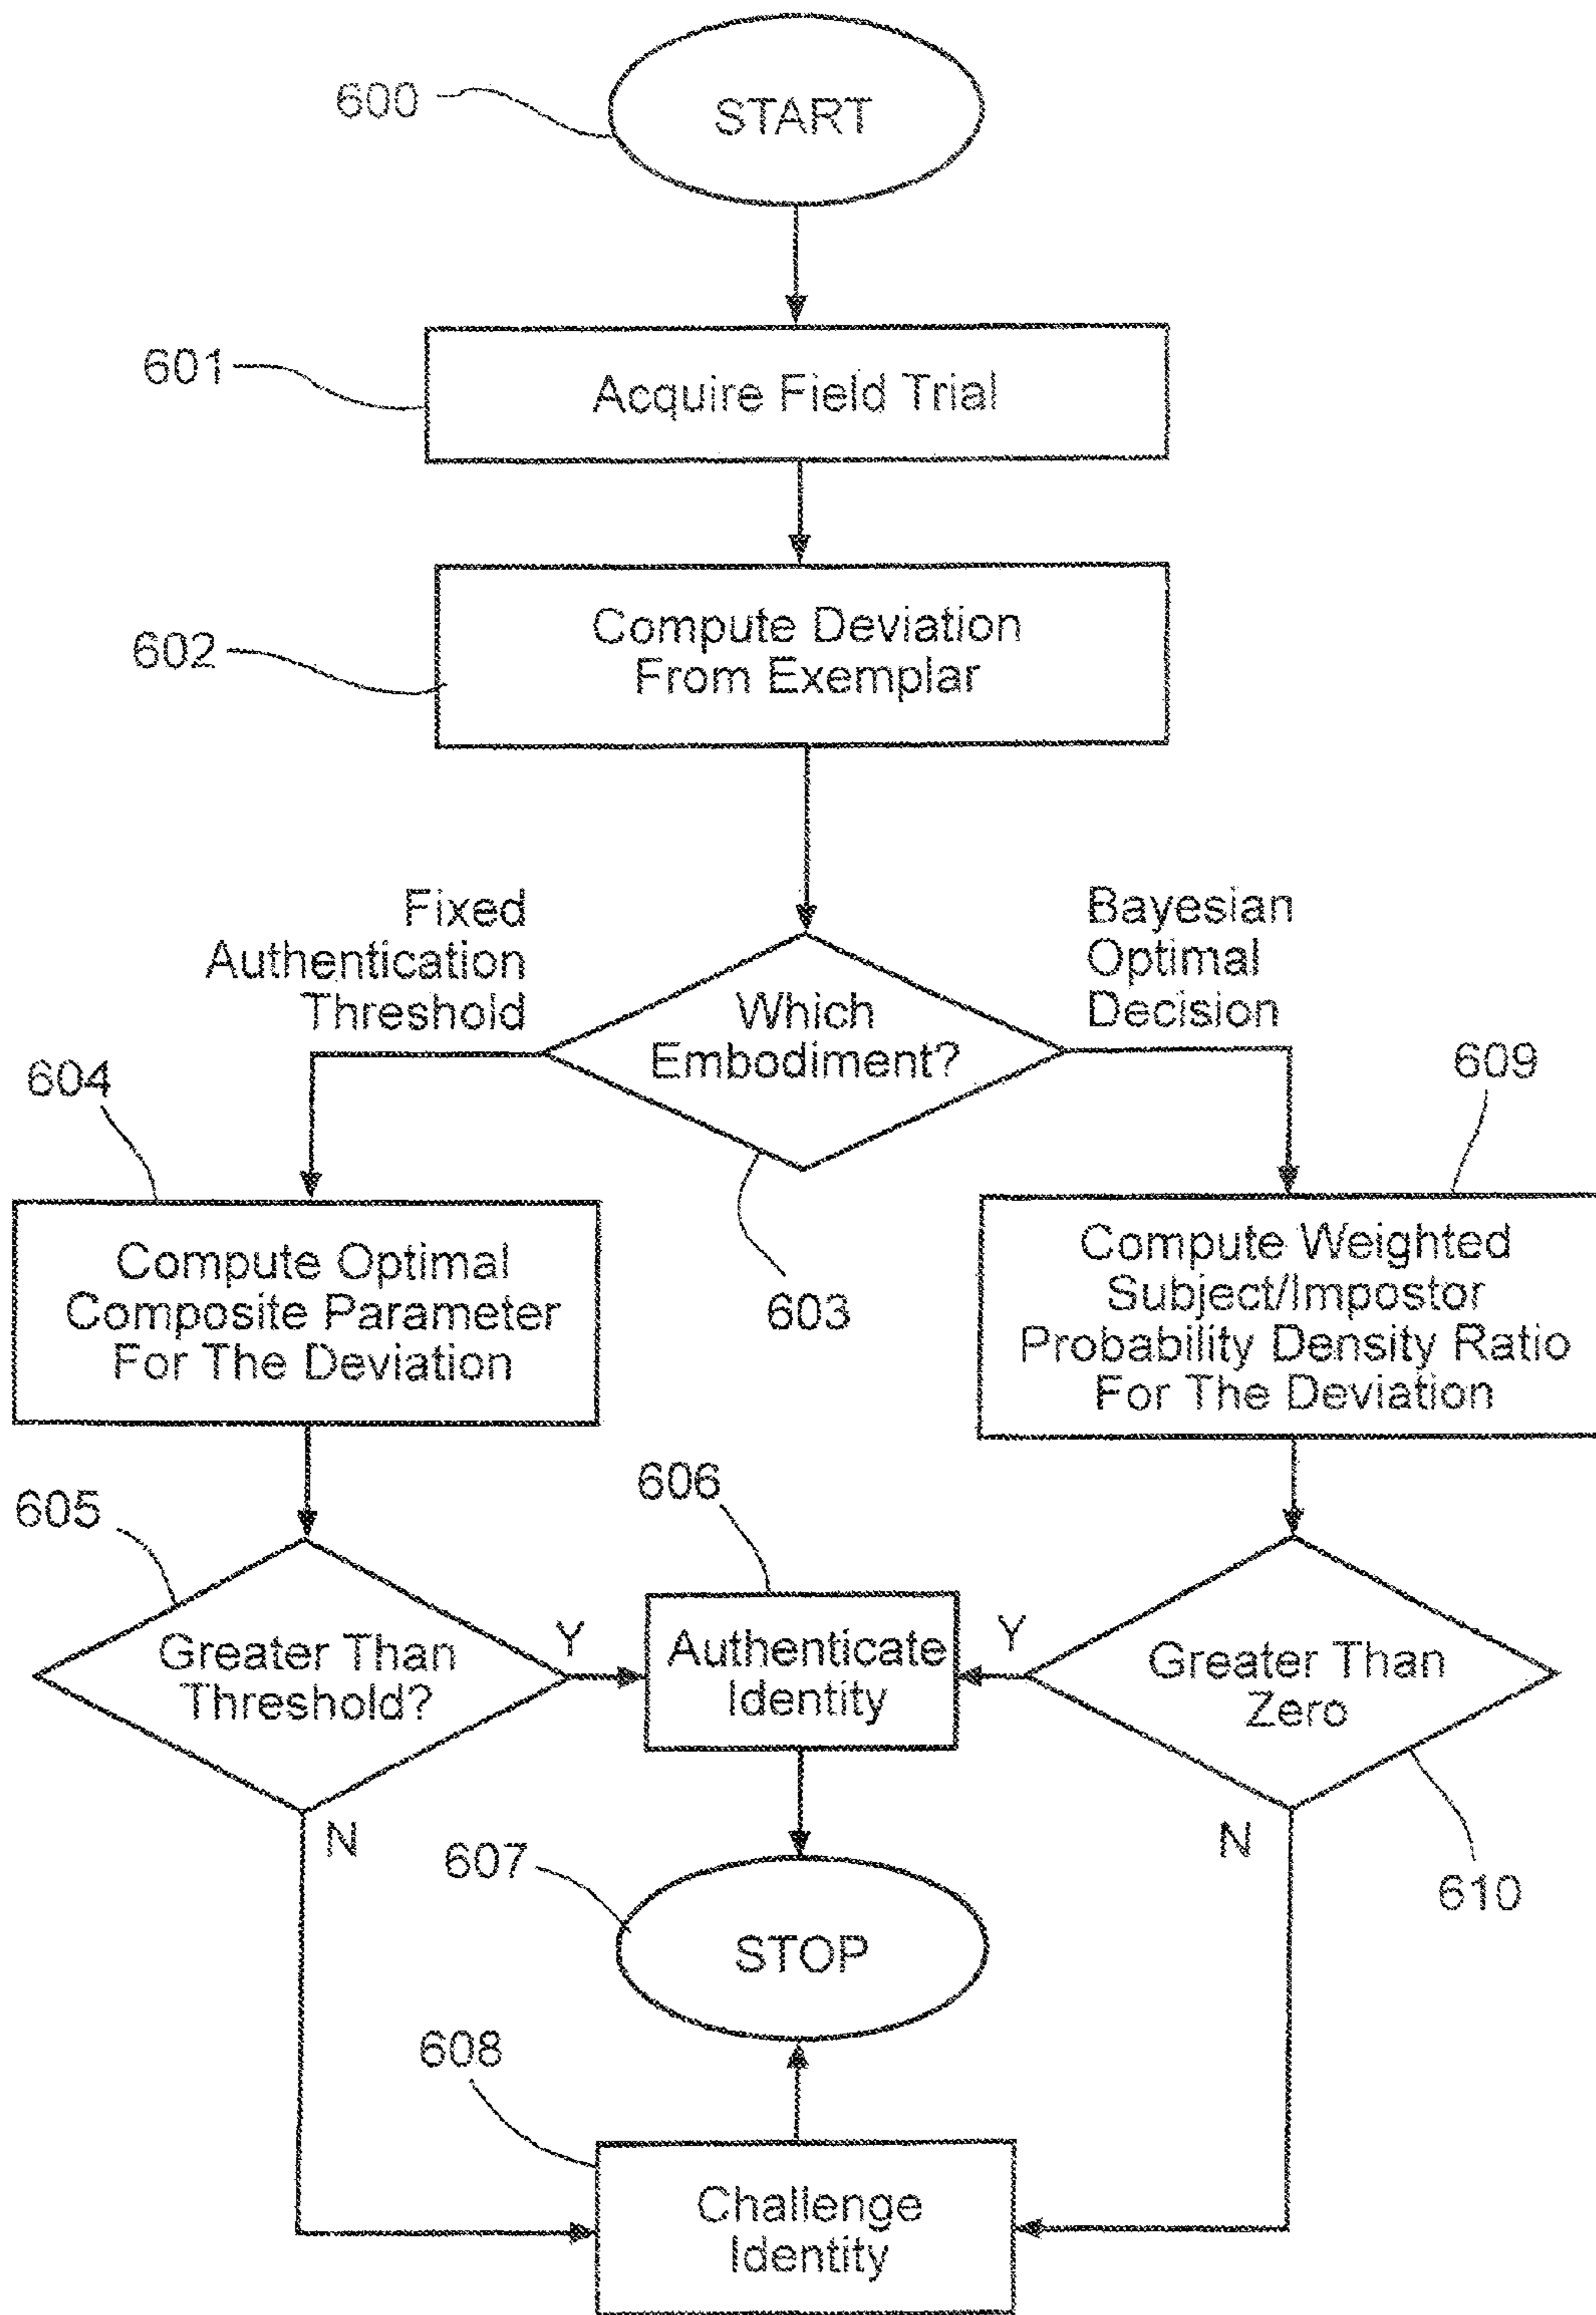 600
START
601
Acquire Field Trial
602
Compute Deviation
From Exemplar
Fixed
Authentication
Threshold
Bayesian
Optimal
Decision
Which
Embodiment?
603
604
Compute Optimal
Composite Parameter
For The Deviation
609
Compute Weighted
Subject/Impostor
Probability Density Ratio
For The Deviation
605
Greater Than
Threshold?
Y
N
606
Authenticate
Identity
Y
Greater Than
Zero
N
610
607
STOP
608
Challenge
Identity